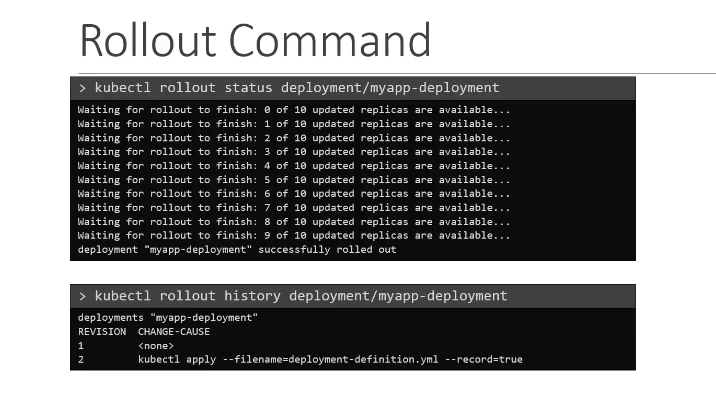 Rollout Command
> kubectl rollout status deployment/myapp-deployment
Waiting for rollout to finish: 0 of 10 updated replicas are available...
Waiting for rollout to finish: 1 of 10 updated replicas are available...
Waiting for rollout to finish: 2 of 10 updated replicas are available...
Waiting for rollout to finish: 3 of 10 updated replicas are available...
Waiting for rollout to finish: 4 of 10 updated replicas are available...
Waiting for rollout to finish: 5 of 10 updated replicas are available...
Waiting for rollout to finish: 6 of 10 updated replicas are available...
Waiting for rollout to finish: 7 of 10 updated replicas are available...
Waiting for rollout to finish: 8 of 10 updated replicas are available...
Waiting for rollout to finish: 9 of 10 updated replicas are available...
deployment "myapp-deployment" successfully rolled out
> kubectl rollout history deployment/myapp-deployment
deployments "myapp-deployment"
REVISION CHANGE-CAUSE
1 <none>
2 kubectl apply --filename=deployment-definition.yml --record=true